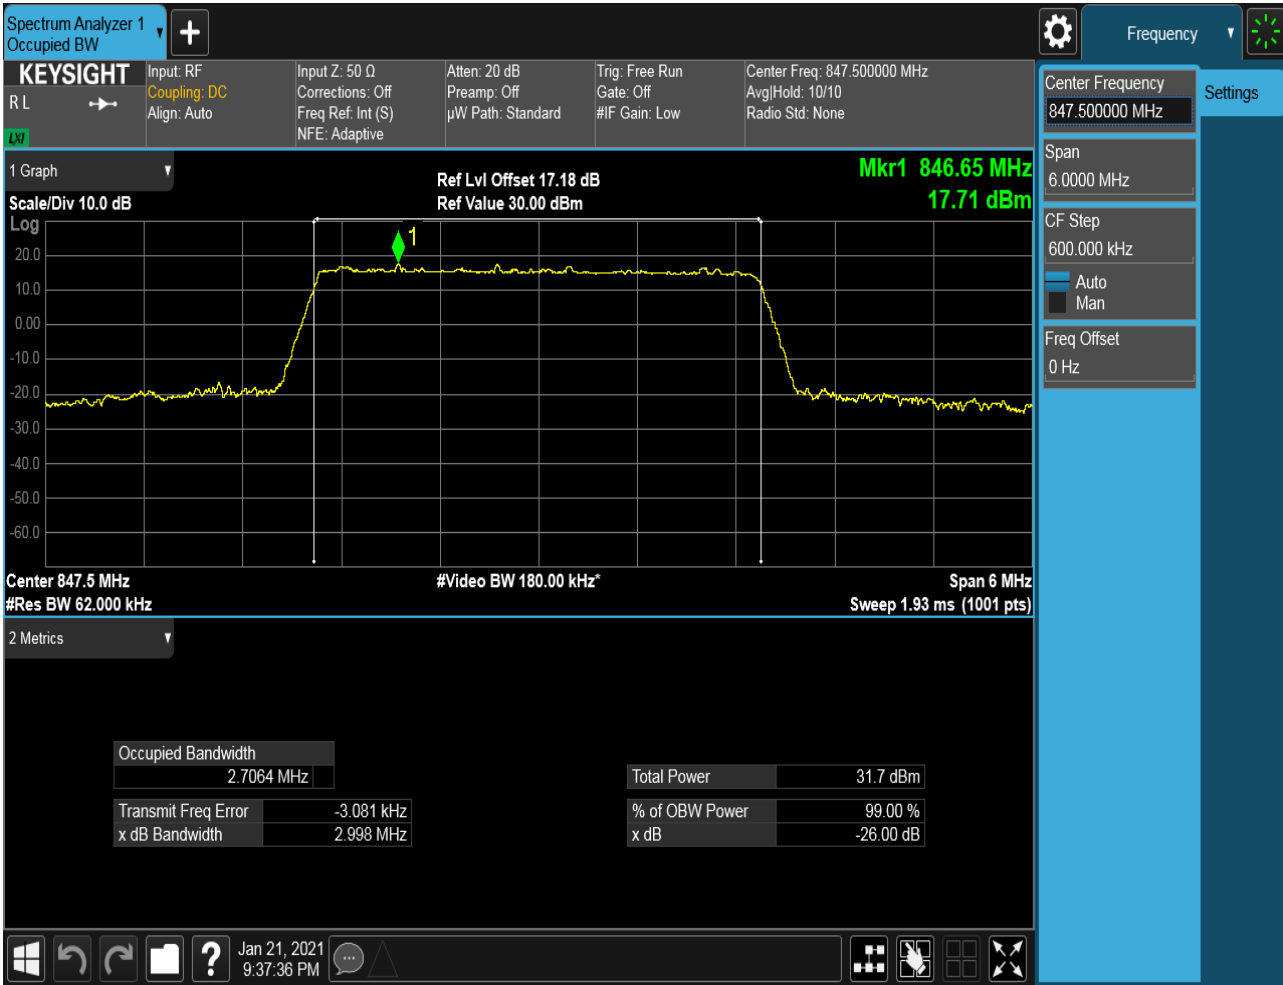 Spectrum Analyzer 1
Occupied BW
Frequency
KEYSIGHT
R L
LXI
Input: RF
Coupling: DC
Align: Auto
Input Z: 50 Ω
Corrections: Off
Freq Ref: Int (S)
NFE: Adaptive
Atten: 20 dB
Preamp: Off
µW Path: Standard
Trig: Free Run
Gate: Off
#IF Gain: Low
Center Freq: 847.500000 MHz
Avg|Hold: 10/10
Radio Std: None
Center Frequency
847.500000 MHz
Settings
Span
6.0000 MHz
CF Step
600.000 kHz
Auto
Man
Freq Offset
0 Hz
1 Graph
Scale/Div 10.0 dB
Ref Lvl Offset 17.18 dB
Ref Value 30.00 dBm
Mkr1 846.65 MHz
17.71 dBm
Log
1
20.0
10.0
0.00
-10.0
-20.0
-30.0
-40.0
-50.0
-60.0
Center 847.5 MHz
#Video BW 180.00 kHz*
Span 6 MHz
#Res BW 62.000 kHz
Sweep 1.93 ms (1001 pts)
2 Metrics
Occupied Bandwidth
2.7064 MHz
Total Power 31.7 dBm
Transmit Freq Error -3.081 kHz
% of OBW Power 99.00 %
x dB Bandwidth 2.998 MHz
x dB -26.00 dB
?
Jan 21, 2021
9:37:36 PM